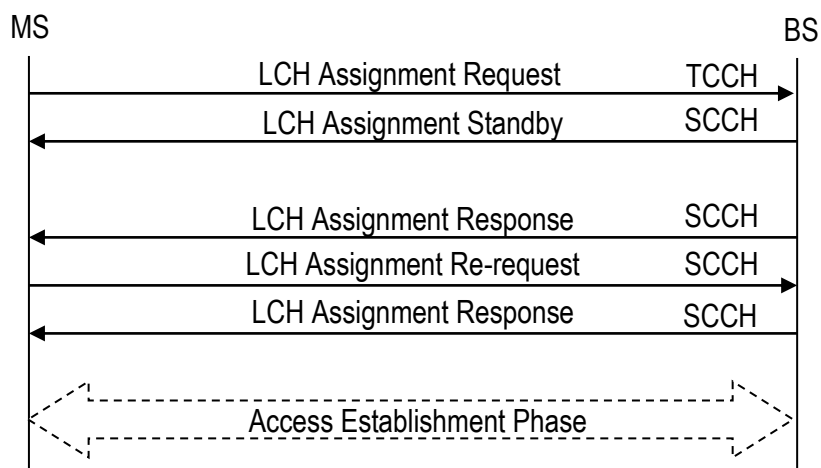 MS BS
LCH Assignment Request TCCH
LCH Assignment Standby SCCH
LCH Assignment Response SCCH
LCH Assignment Re-request SCCH
LCH Assignment Response SCCH
Access Establishment Phase